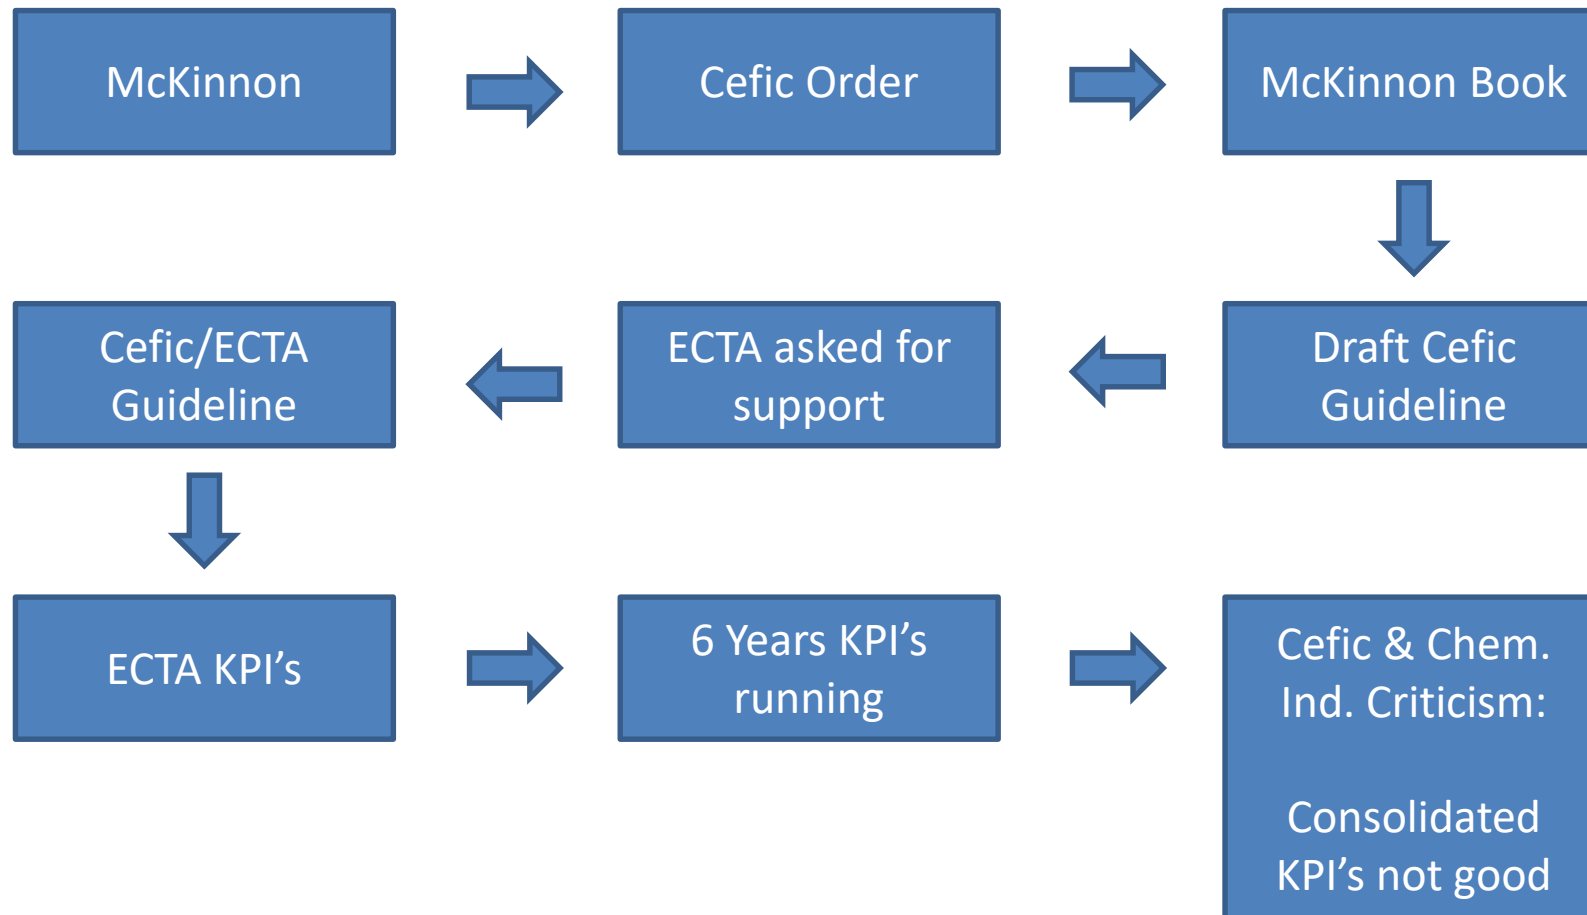 McKinnon
Cefic Order
McKinnon Book
Draft Cefic
Guideline
ECTA asked for
support
Cefic/ECTA
Guideline
ECTA KPI’s
6 Years KPI’s
running
Cefic & Chem.
Ind. Criticism:
Consolidated
KPI’s not good